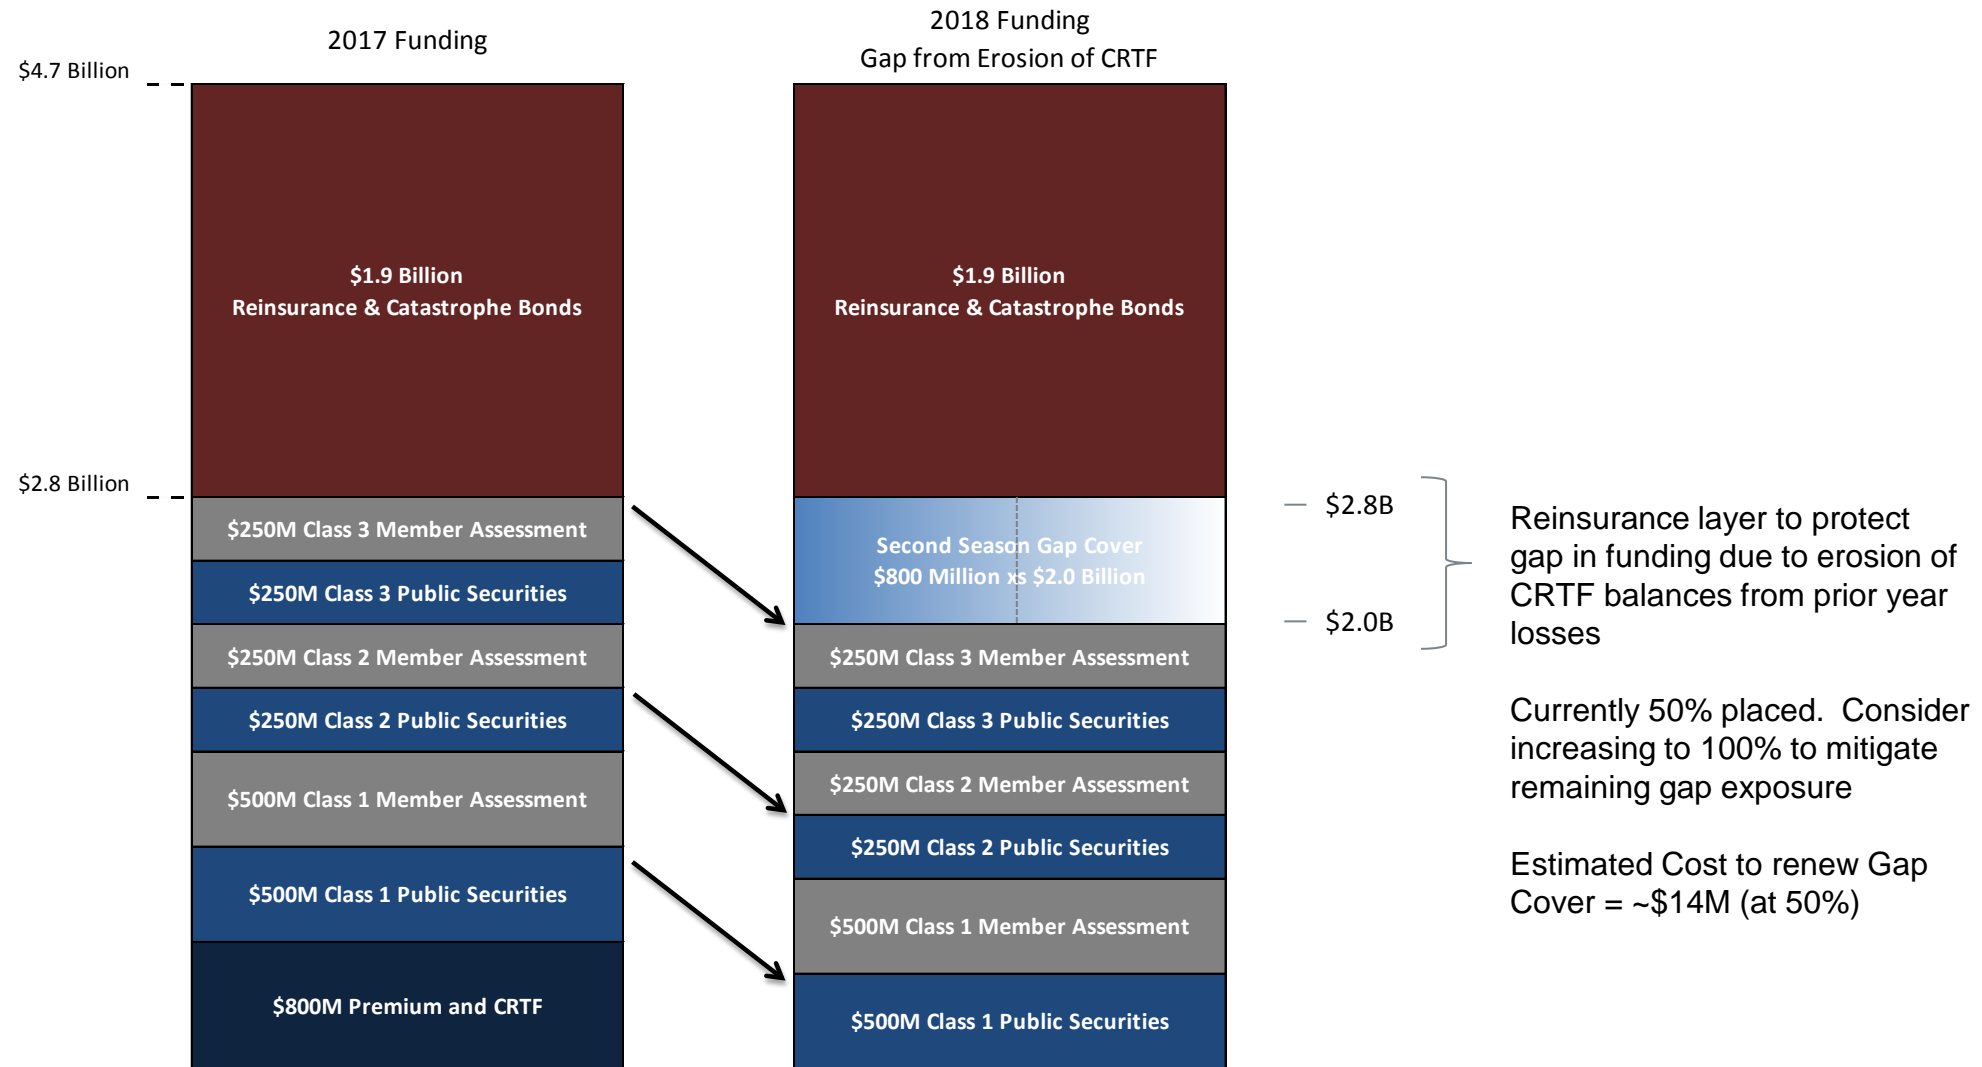 2017 Funding
$4.7 Billion
$1.9 Billion
Reinsurance & Catastrophe Bonds
$2.8 Billion
$250M Class 3 Member Assessment
$250M Class 3 Public Securities
$250M Class 2 Member Assessment
$250M Class 2 Public Securities
$500M Class 1 Member Assessment
$500M Class 1 Public Securities
$800M Premium and CRTF
2018 Funding
Gap from Erosion of CRTF
$1.9 Billion
Reinsurance & Catastrophe Bonds
Second Season Gap Cover
$800 Million xs $2.0 Billion
$250M Class 3 Member Assessment
$250M Class 3 Public Securities
$250M Class 2 Member Assessment
$250M Class 2 Public Securities
$500M Class 1 Member Assessment
$500M Class 1 Public Securities
$2.8B
$2.0B
Reinsurance layer to protect
gap in funding due to erosion of
CRTF balances from prior year
losses
Currently 50% placed.  Consider
increasing to 100% to mitigate
remaining gap exposure
Estimated Cost to renew Gap
Cover = ~$14M (at 50%)